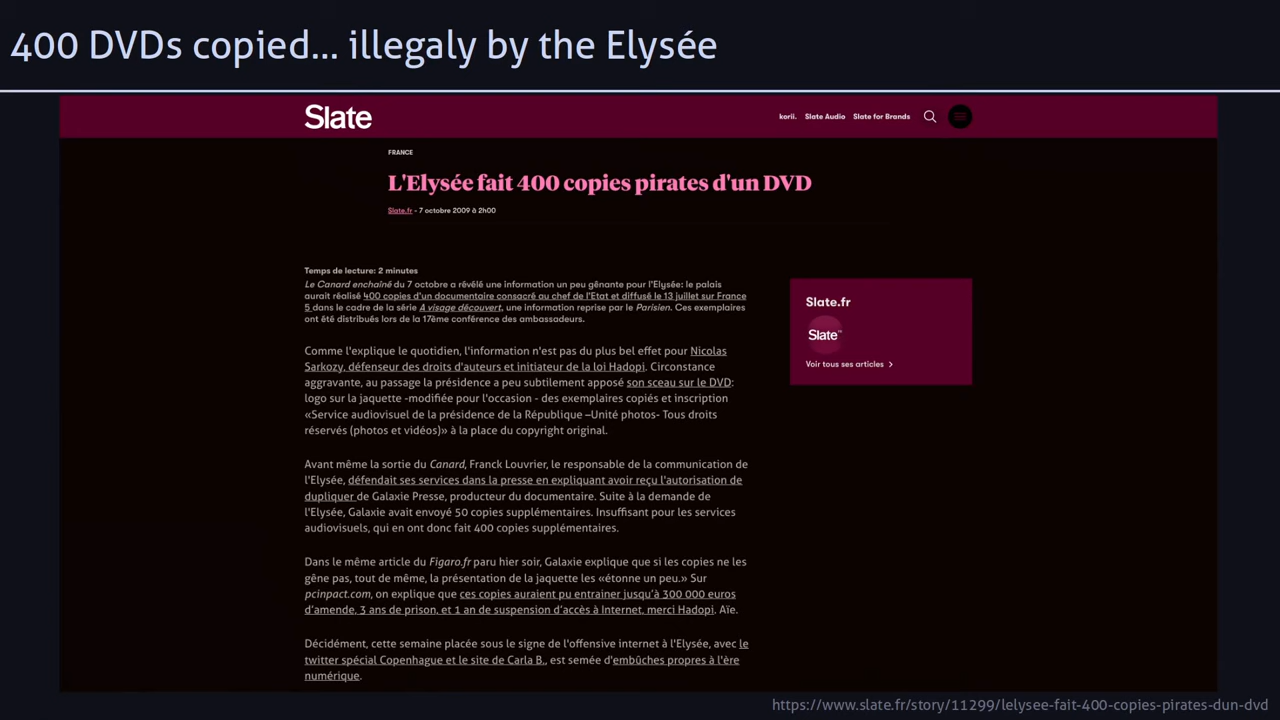 400 DVDs copied... illegaly by the Elysée
Slate
korii. Slate Audio Slate for Brands
FRANCE
L'Elysée fait 400 copies pirates d'un DVD
Slate.fr - 7 octobre 2009 à 2h00
Temps de lecture: 2 minutes
Le Canard enchaîné du 7 octobre a révélé une information un peu gênante pour l'Elysée: le palais
aurait réalisé 400 copies d'un documentaire consacré au chef de l'Etat et diffusé le 13 juillet sur France
5 dans le cadre de la série A visage découvert, une information reprise par le Parisien. Ces exemplaires
ont été distribués lors de la 17ème conférence des ambassadeurs.
Slate.fr
Slate
Voir tous ses articles
Comme l'explique le quotidien, l'information n'est pas du plus bel effet pour Nicolas
Sarkozy, défenseur des droits d'auteurs et initiateur de la loi Hadopi. Circonstance
aggravante, au passage la présidence a peu subtilement apposé son sceau sur le DVD:
logo sur la jaquette -modifiée pour l'occasion - des exemplaires copiés et inscription
«Service audiovisuel de la présidence de la République –Unité photos- Tous droits
réservés (photos et vidéos)» à la place du copyright original.
Avant même la sortie du Canard, Franck Louvrier, le responsable de la communication de
l'Elysée, défendait ses services dans la presse en expliquant avoir reçu l'autorisation de
dupliquer de Galaxie Presse, producteur du documentaire. Suite à la demande de
l'Elysée, Galaxie avait envoyé 50 copies supplémentaires. Insuffisant pour les services
audiovisuels, qui en ont donc fait 400 copies supplémentaires.
Dans le même article du Figaro.fr paru hier soir, Galaxie explique que si les copies ne les
gêne pas, tout de même, la présentation de la jaquette les «étonne un peu.» Sur
pcinpact.com, on explique que ces copies auraient pu entrainer jusqu'à 300 000 euros
d'amende, 3 ans de prison, et 1 an de suspension d'accès à Internet, merci Hadopi. Aïe.
Décidément, cette semaine placée sous le signe de l'offensive internet à l'Elysée, avec le
twitter spécial Copenhague et le site de Carla B., est semée d'embûches propres à l'ère
numérique.
https://www.slate.fr/story/11299/lelysee-fait-400-copies-pirates-dun-dvd